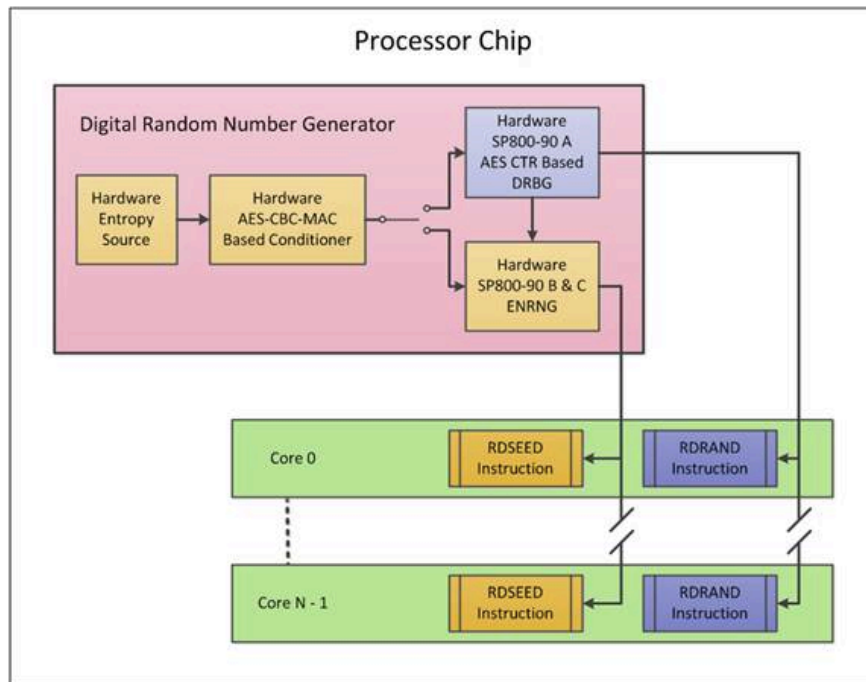 Processor Chip
Digital Random Number Generator
Hardware
Entropy
Source
Hardware
AES-CBC-MAC
Based Conditioner
Hardware
SP800-90 A
AES CTR Based
DRBG
Hardware
SP800-90 B & C
ENRNG
Core 0
RDSEED
Instruction
RDRAND
Instruction
Core N - 1
RDSEED
Instruction
RDRAND
Instruction